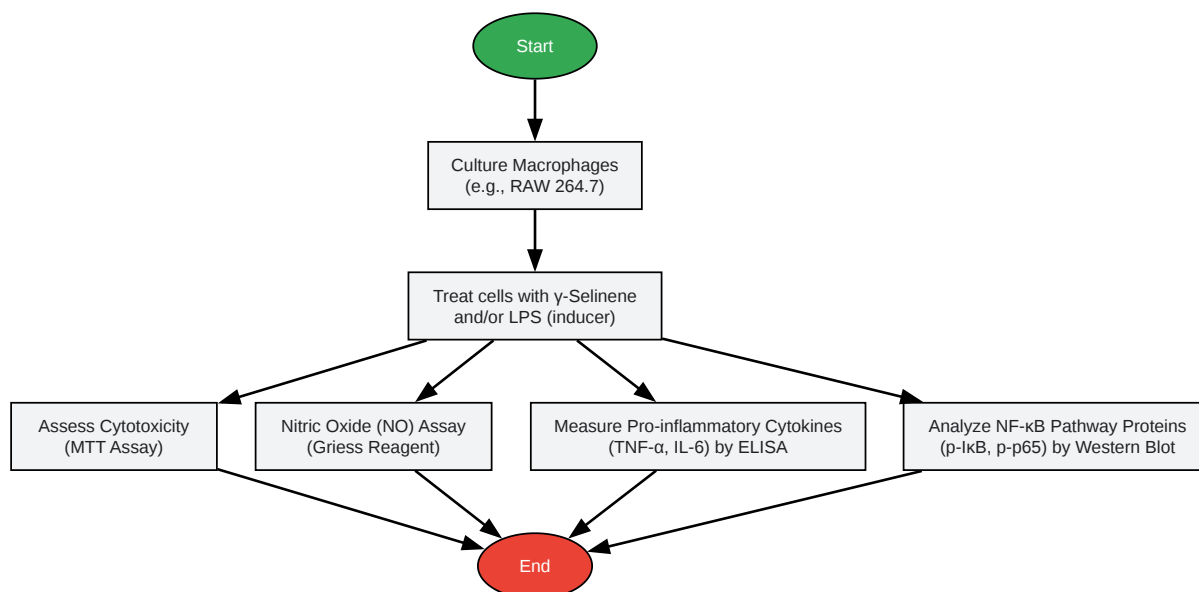 Start
Culture Macrophages
(e.g., RAW 264.7)
Treat cells with γ-Selinene
and/or LPS (inducer)
Assess Cytotoxicity
(MTT Assay)
Nitric Oxide (NO) Assay
(Griess Reagent)
Measure Pro-inflammatory Cytokines
(TNF-α, IL-6) by ELISA
Analyze NF-κB Pathway Proteins
(p-IκB, p-p65) by Western Blot
End